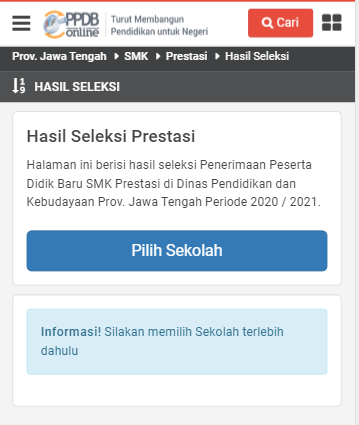 PPDB
online
Turut Membangun
Pendidikan untuk Negeri
Cari
Prov. Jawa Tengah ▸ SMK ▸ Prestasi ▸ Hasil Seleksi
HASIL SELEKSI
Hasil Seleksi Prestasi
Halaman ini berisi hasil seleksi Penerimaan Peserta
Didik Baru SMK Prestasi di Dinas Pendidikan dan
Kebudayaan Prov. Jawa Tengah Periode 2020 / 2021.
Pilih Sekolah
Informasi! Silakan memilih Sekolah terlebih
dahulu